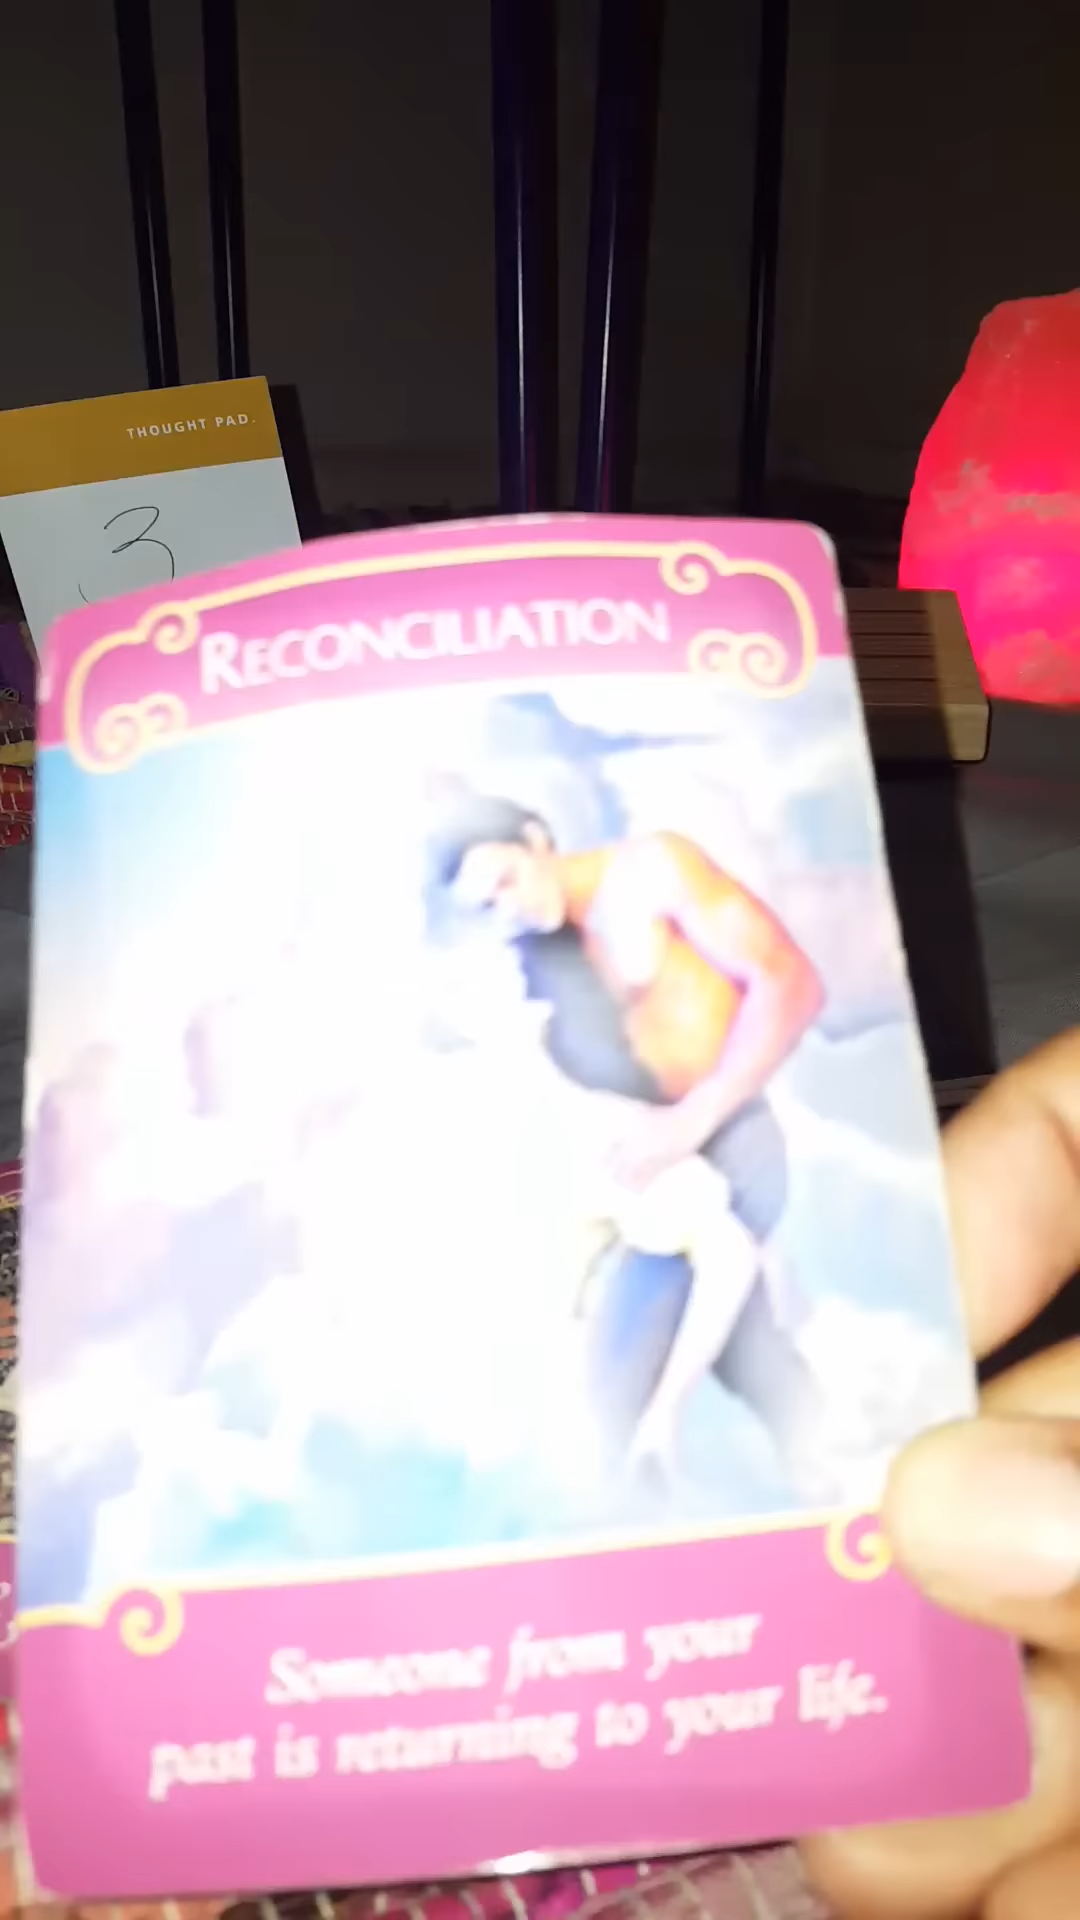 THOUGHT PAD.
3
RECONCILIATION
Someone from your
past is returning to your life.